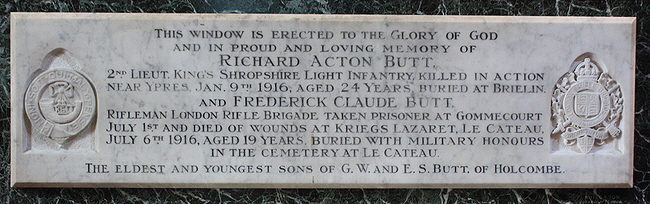 THIS WINDOW IS ERECTED TO THE GLORY OF GOD
AND IN PROUD AND LOVING MEMORY OF
RICHARD ACTON BUTT,
2ND LIEUT. KING'S SHROPSHIRE LIGHT INFANTRY, KILLED IN ACTION
NEAR YPRES, JAN. 9TH 1916, AGED 24 YEARS, BURIED AT BRIELIN,
AND FREDERICK CLAUDE BUTT,
RIFLEMAN LONDON RIFLE BRIGADE TAKEN PRISONER AT GOMMECOURT
JULY 1ST AND DIED OF WOUNDS AT KRIEGS LAZARET, LE CATEAU,
JULY 6TH 1916, AGED 19 YEARS. BURIED WITH MILITARY HONOURS
IN THE CEMETERY AT LE CATEAU.
THE ELDEST AND YOUNGEST SONS OF G.W. AND E.S. BUTT, OF HOLCOMBE.